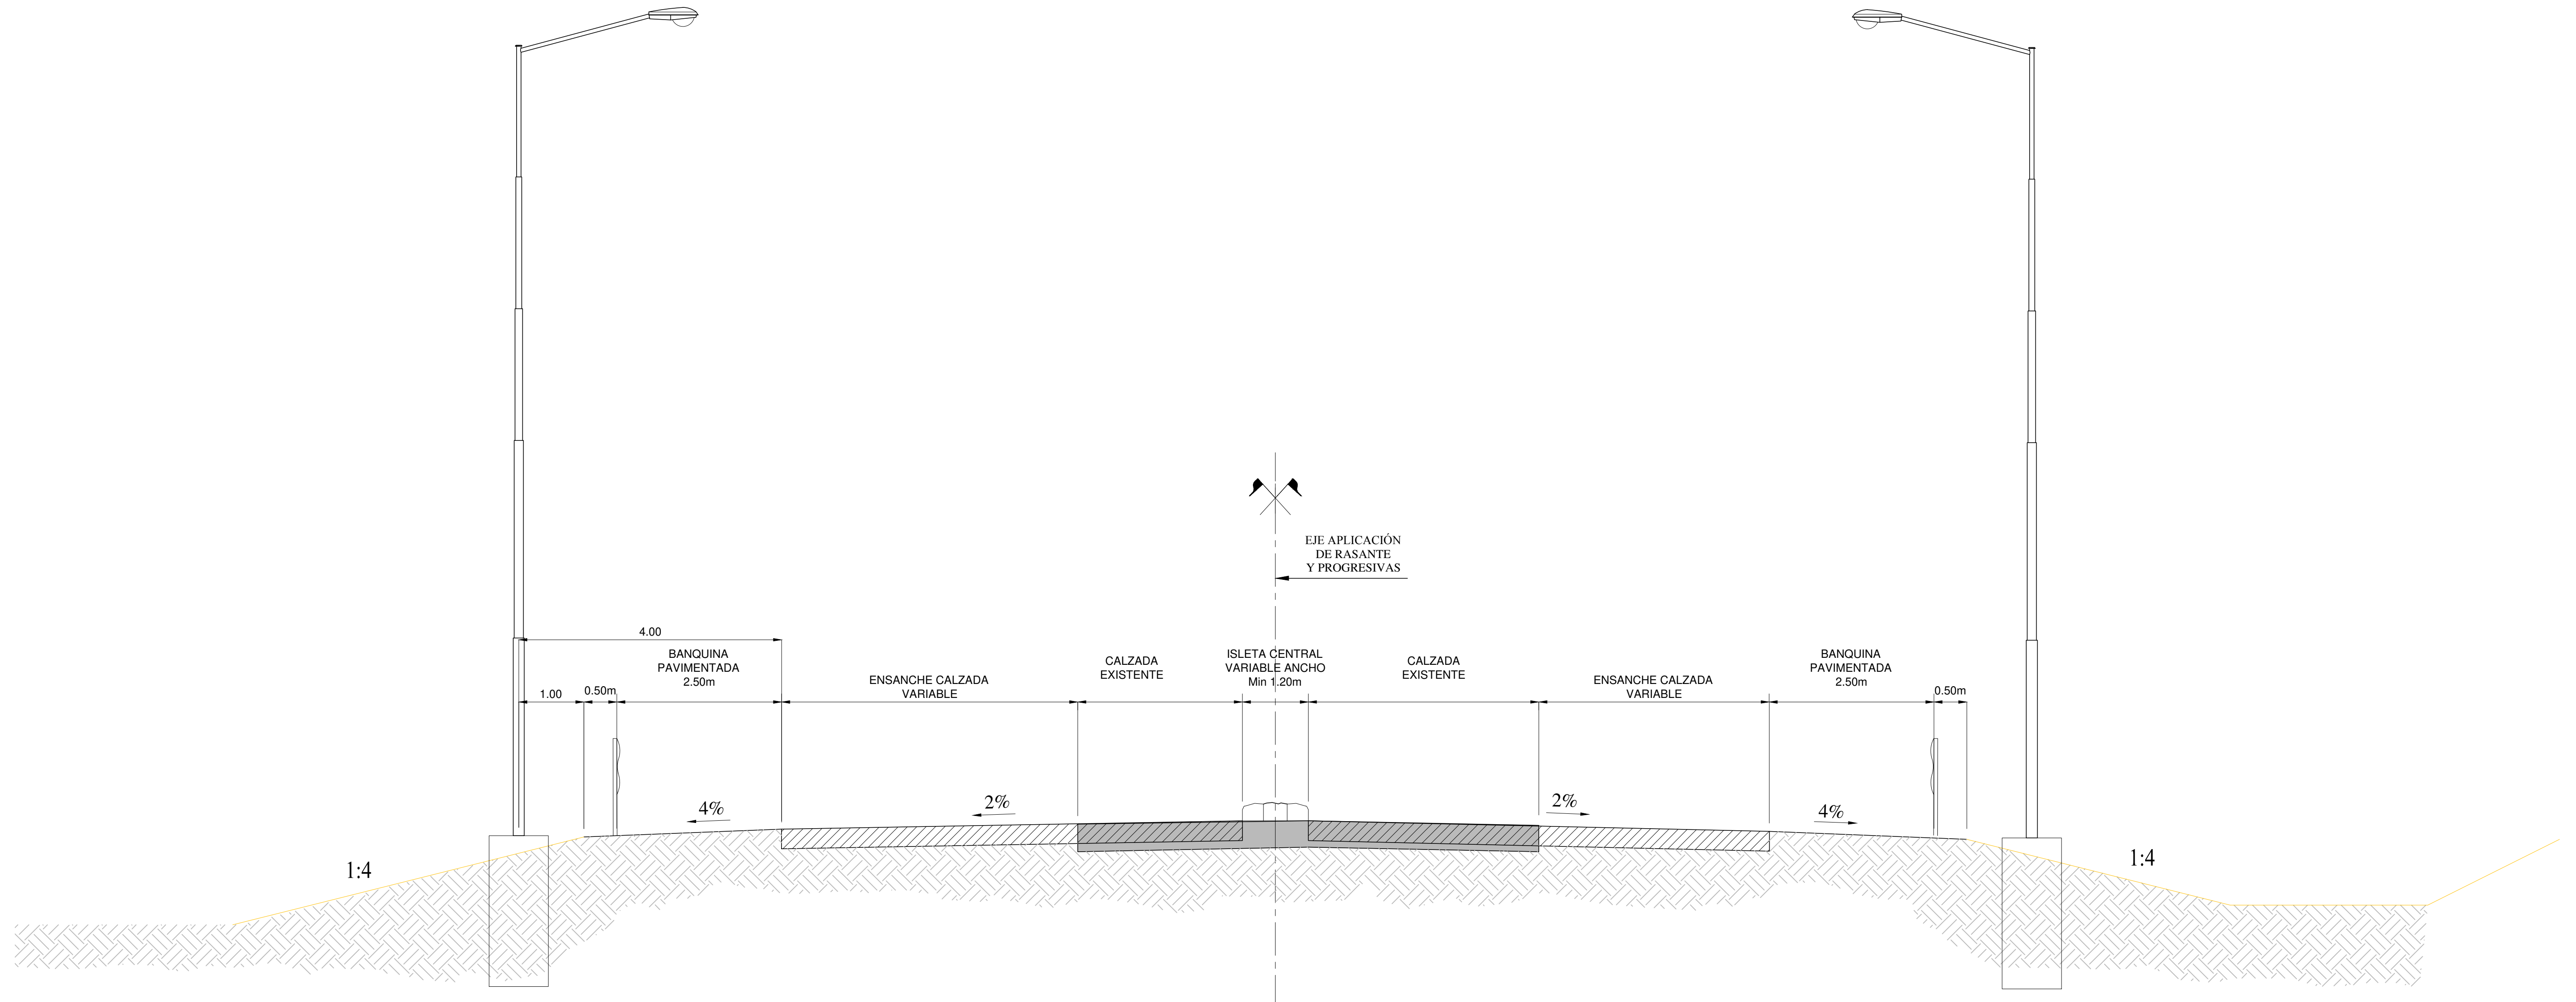 EJE APLICACIÓN
DE RASANTE
Y PROGRESIVAS
4.00
1.00
0.50m
BANQUINA
PAVIMENTADA
2.50m
ENSANCHE CALZADA
VARIABLE
CALZADA
EXISTENTE
ISLETA CENTRAL
VARIABLE ANCHO
Min 1.20m
CALZADA
EXISTENTE
ENSANCHE CALZADA
VARIABLE
BANQUINA
PAVIMENTADA
2.50m
0.50m
4%
2%
2%
4%
1:4
1:4